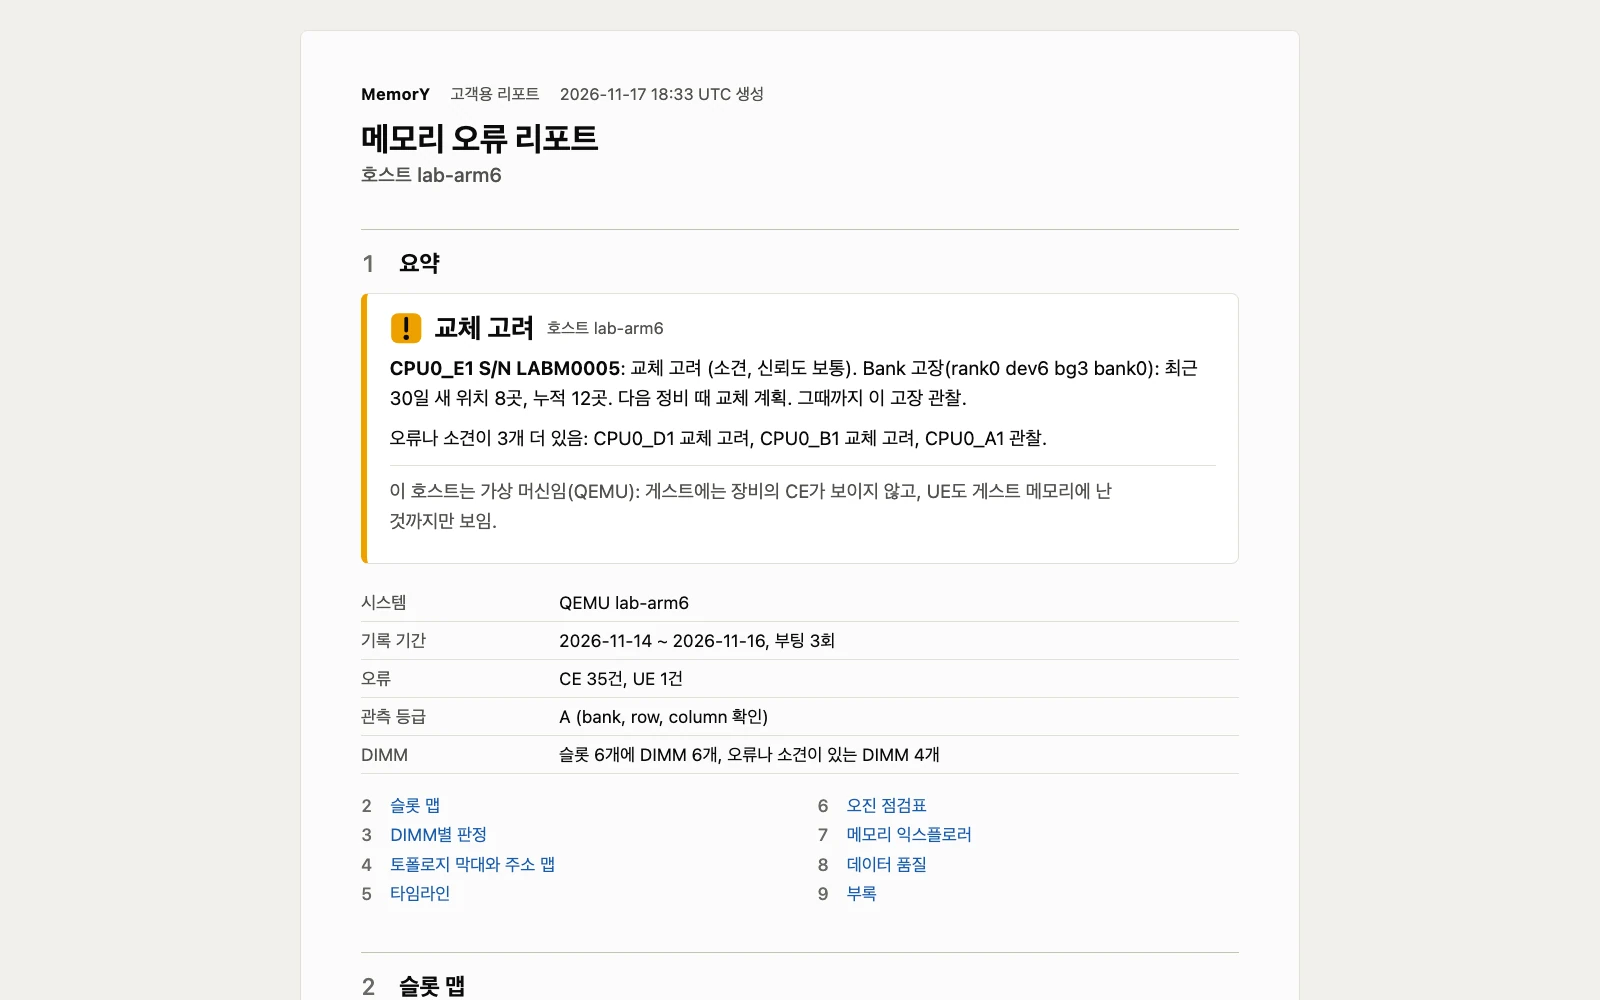 MemorY 고객용 리포트 2026-11-17 18:33 UTC 생성
메모리 오류 리포트
호스트 lab-arm6
1 요약
! 교체 고려 호스트 lab-arm6
CPU0_E1 S/N LABM0005: 교체 고려 (소견, 신뢰도 보통). Bank 고장(rank0 dev6 bg3 bank0): 최근
30일 새 위치 8곳, 누적 12곳. 다음 정비 때 교체 계획. 그때까지 이 고장 관찰.
오류나 소견이 3개 더 있음: CPU0_D1 교체 고려, CPU0_B1 교체 고려, CPU0_A1 관찰.
이 호스트는 가상 머신임(QEMU): 게스트에는 장비의 CE가 보이지 않고, UE도 게스트 메모리에 난
것까지만 보임.
시스템 QEMU lab-arm6
기록 기간 2026-11-14 ~ 2026-11-16, 부팅 3회
오류 CE 35건, UE 1건
관측 등급 A (bank, row, column 확인)
DIMM 슬롯 6개에 DIMM 6개, 오류나 소견이 있는 DIMM 4개
2 슬롯 맵
3 DIMM별 판정
4 토폴로지 막대와 주소 맵
5 타임라인
6 오진 점검표
7 메모리 익스플로러
8 데이터 품질
9 부록
2 슬롯 맵